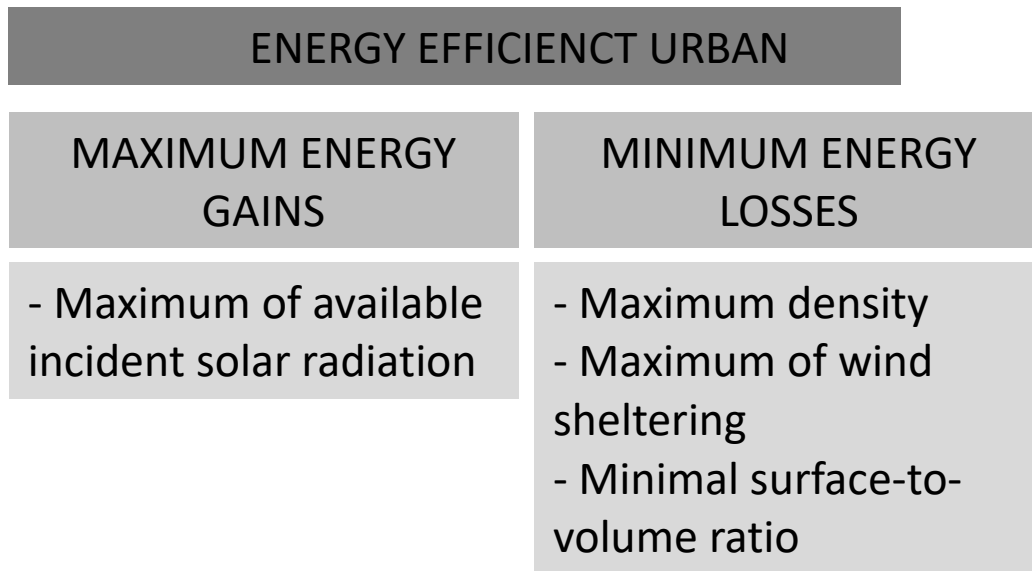 ENERGY EFFICIENCT URBAN
MAXIMUM ENERGY
GAINS
- Maximum of available
incident solar radiation
MINIMUM ENERGY
LOSSES
- Maximum density
- Maximum of wind
sheltering
- Minimal surface-to-
volume ratio